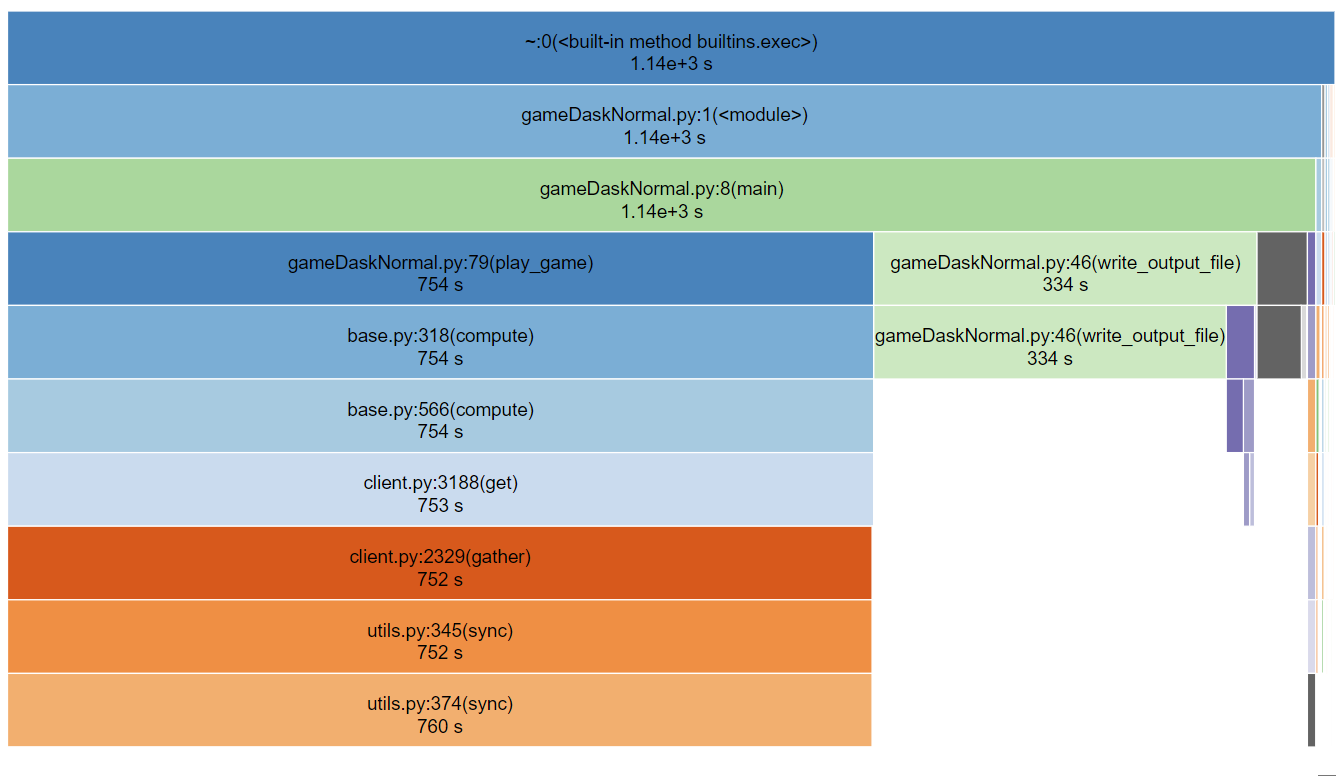 ~:0(<built-in method builtins.exec>)
1.14e+3 s
gameDaskNormal.py:1(<module>)
1.14e+3 s
gameDaskNormal.py:8(main)
1.14e+3 s
gameDaskNormal.py:79(play_game)
754 s
gameDaskNormal.py:46(write_output_file)
334 s
base.py:318(compute)
754 s
gameDaskNormal.py:46(write_output_file)
334 s
base.py:566(compute)
754 s
client.py:3188(get)
753 s
client.py:2329(gather)
752 s
utils.py:345(sync)
752 s
utils.py:374(sync)
760 s